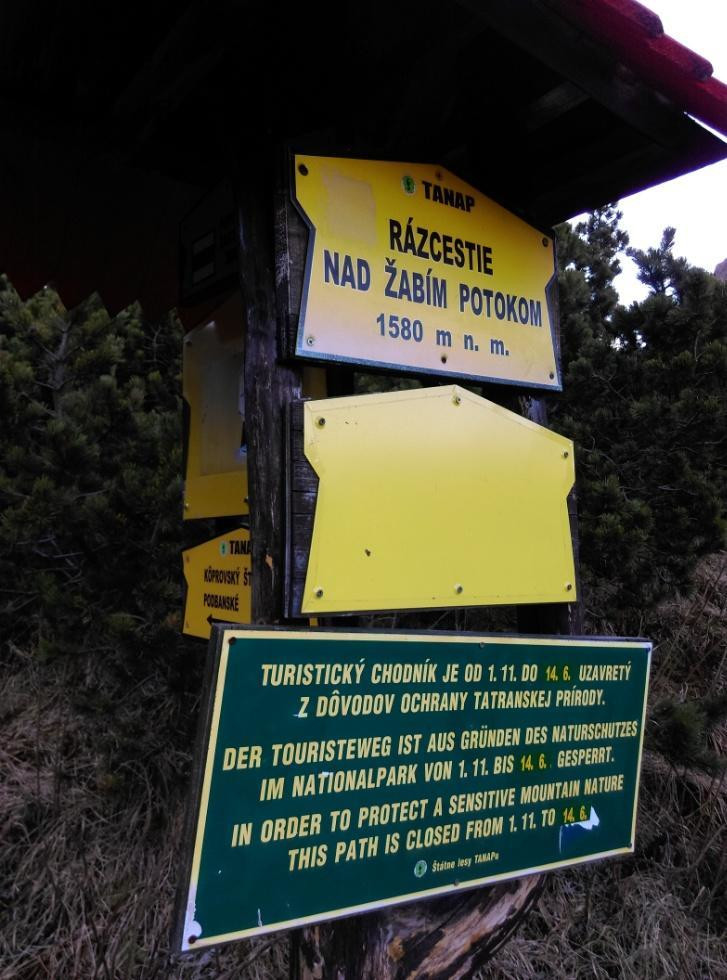 TANAP
RÁZCESTIE
NAD ŽABÍM POTOKOM
1580 m n. m.
KÔPROVSKÝ
PODBANSKÉ
TURISTICKÝ CHODNÍK JE OD 1. 11. DO 14. 6. UZAVRETÝ
Z DÔVODOV OCHRANY TATRANSKEJ PRÍRODY.
DER TOURISTEWEG IST AUS GRÜNDEN DES NATURSCHUTZES
IM NATIONALPARK VON 1. 11. BIS 14. 6. GESPERRT.
IN ORDER TO PROTECT A SENSITIVE MOUNTAIN NATURE
THIS PATH IS CLOSED FROM 1. 11. TO 14. 6.
Štátne lesy TANAPu